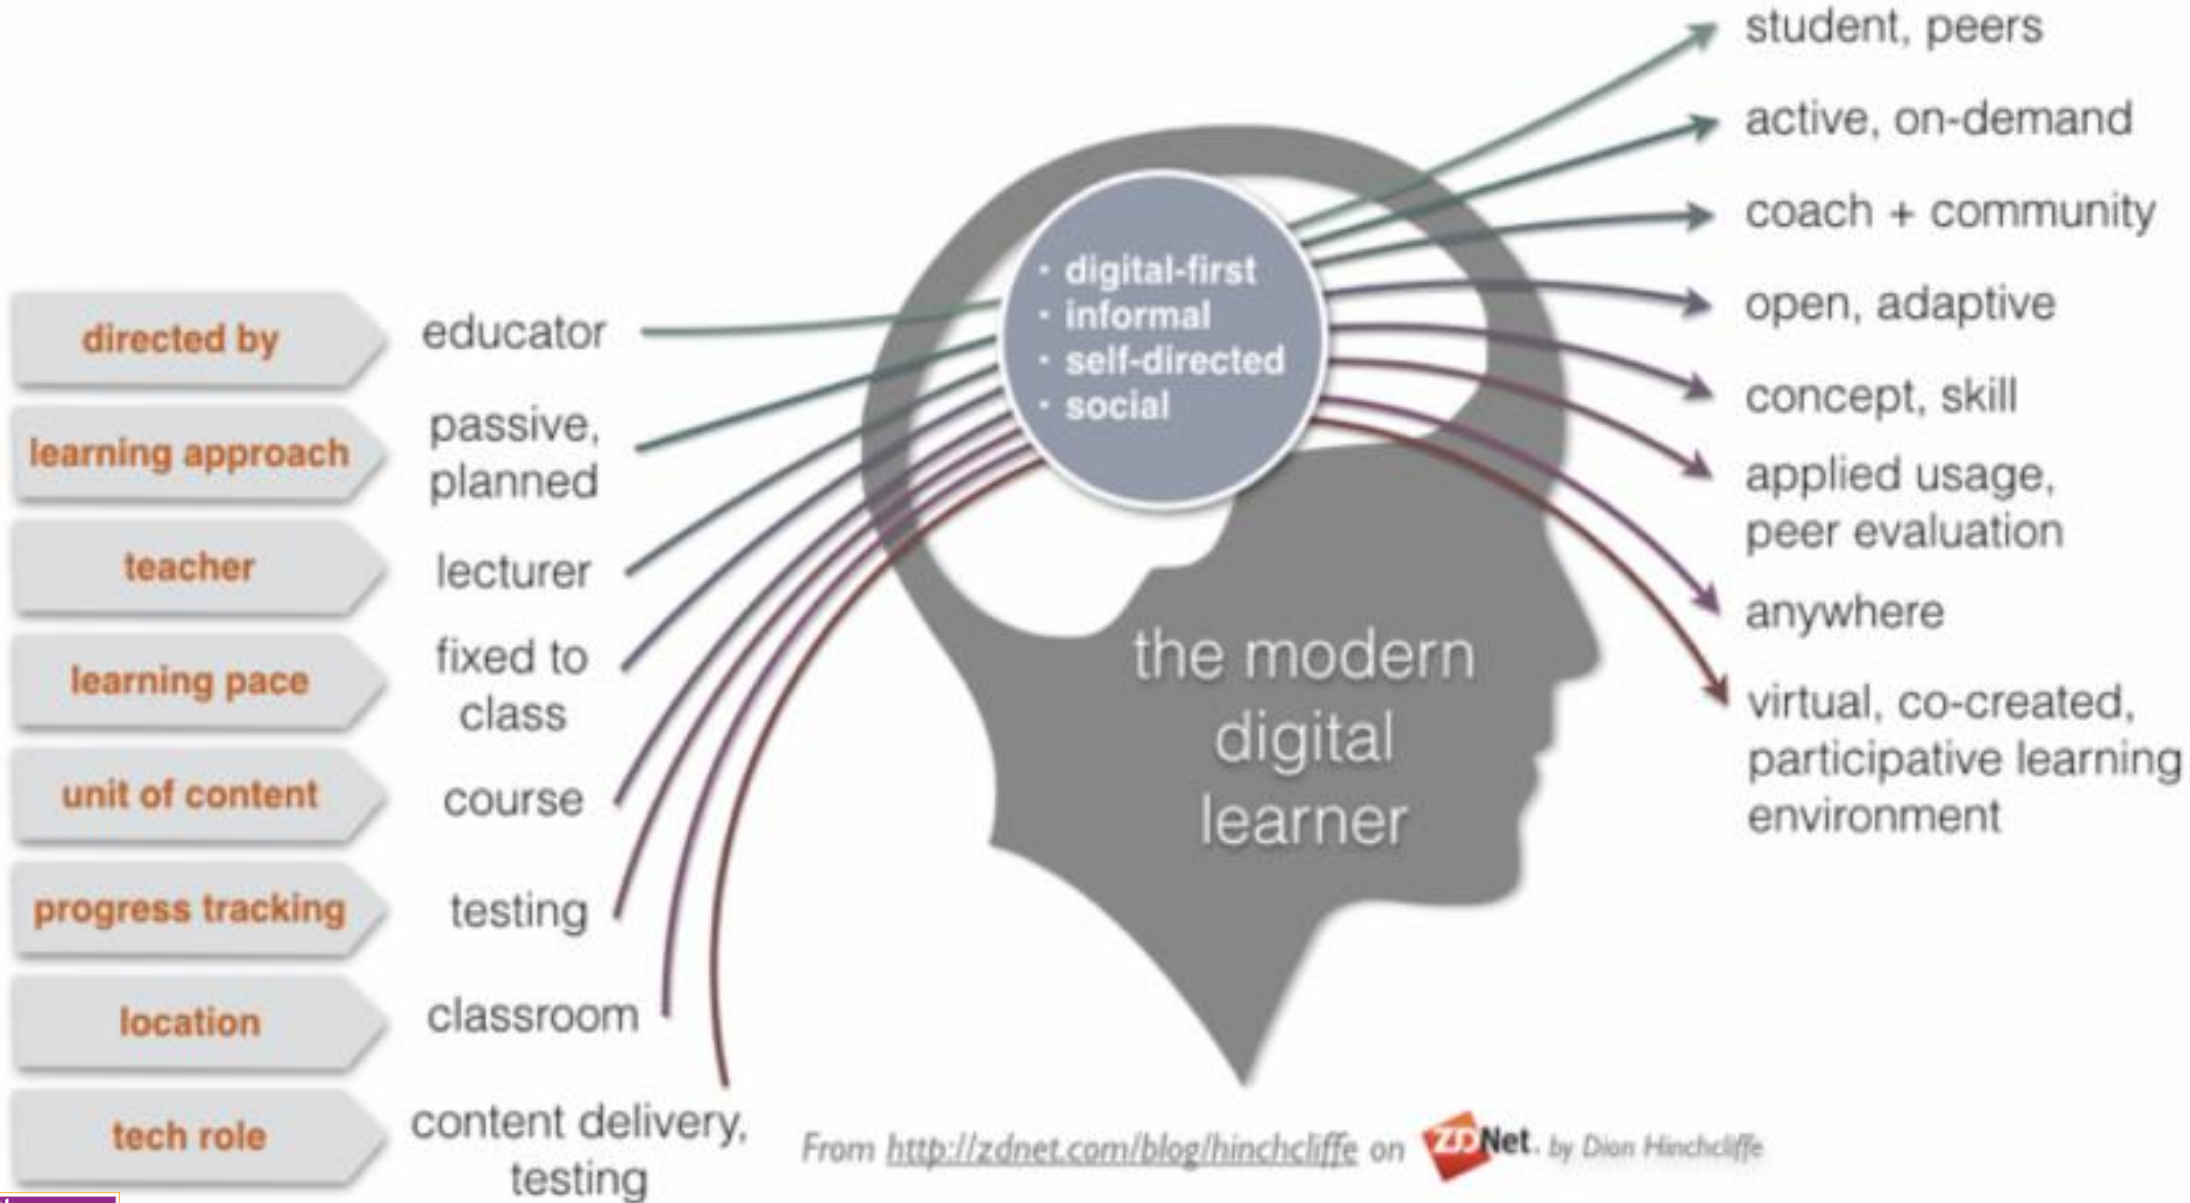 directed by
educator
learning approach
passive,
planned
teacher
lecturer
learning pace
fixed to
class
unit of content
course
progress tracking
testing
location
classroom
tech role
content delivery,
testing
· digital-first
· informal
· self-directed
· social
the modern
digital
learner
student, peers
active, on-demand
coach + community
open, adaptive
concept, skill
applied usage,
peer evaluation
anywhere
virtual, co-created,
participative learning
environment
From http://zdnet.com/blog/hinchcliffe on ZDNet. by Dion Hinchcliffe